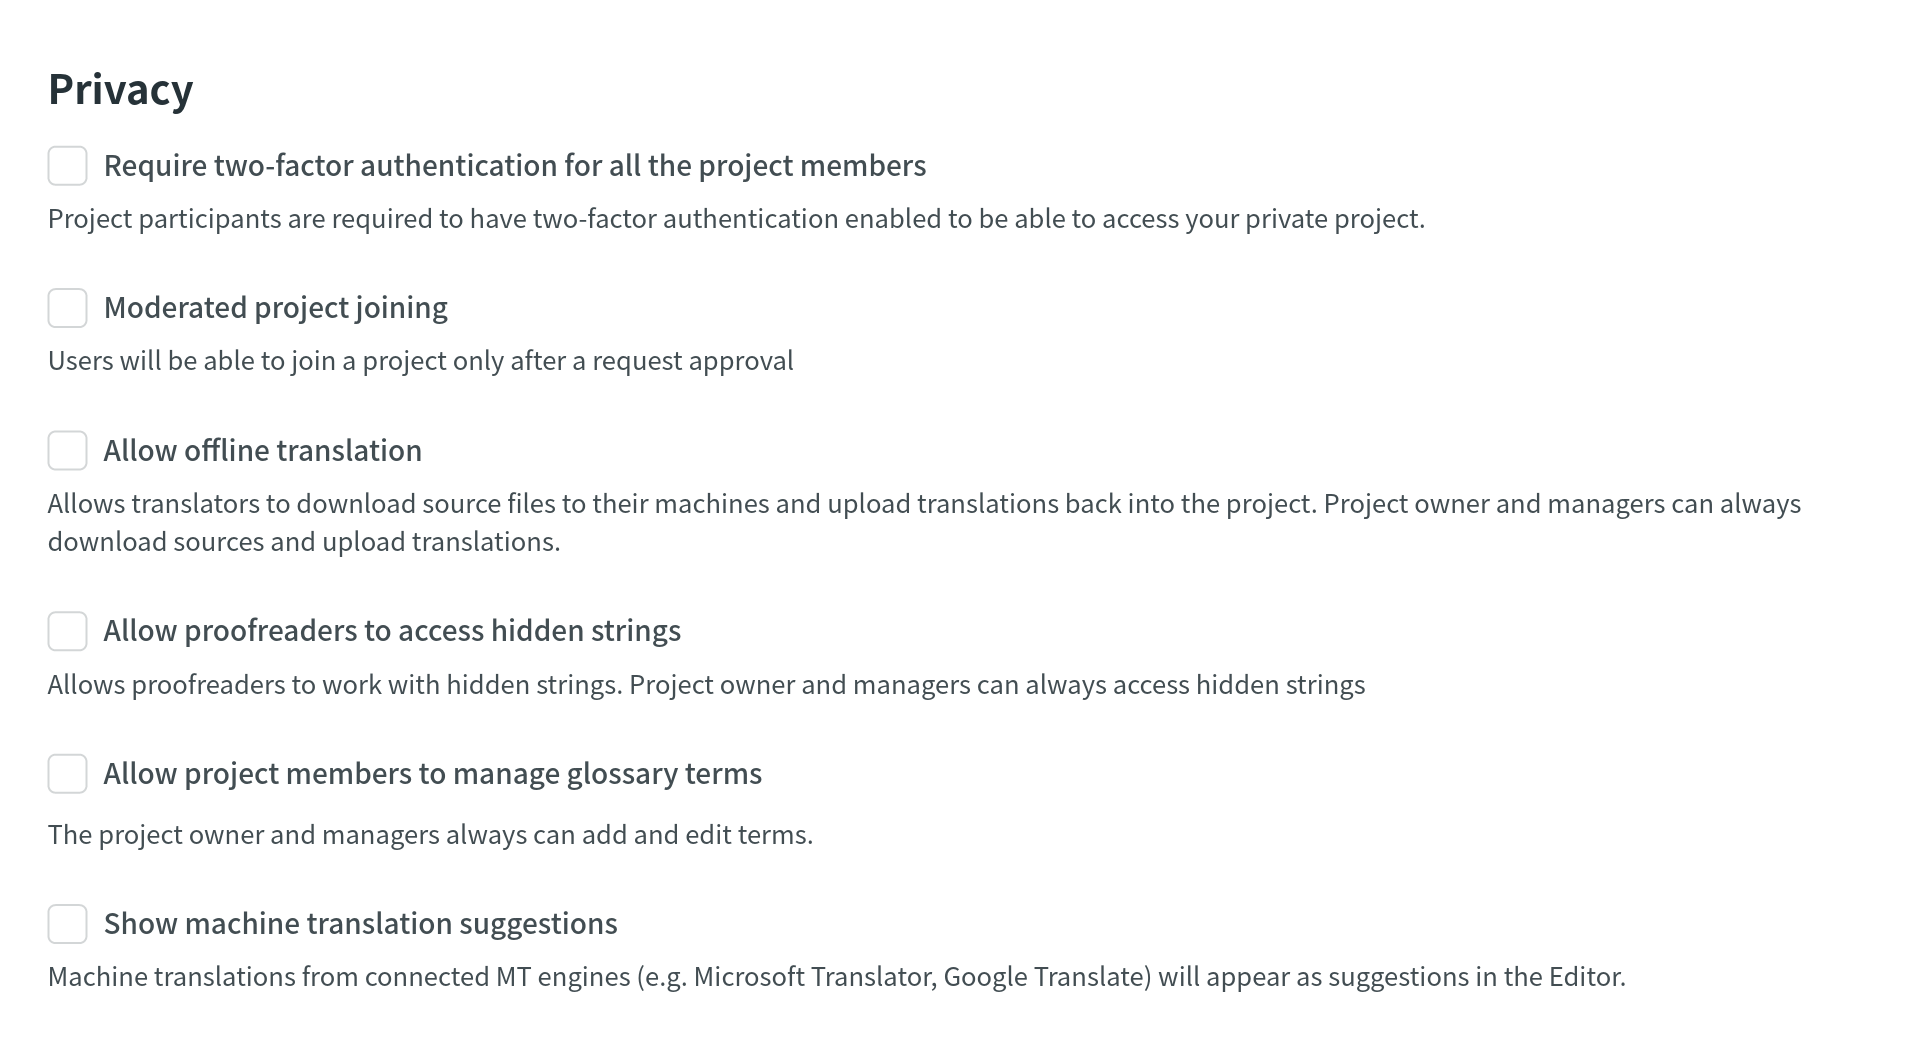 Privacy
Require two-factor authentication for all the project members
Project participants are required to have two-factor authentication enabled to be able to access your private project.
Moderated project joining
Users will be able to join a project only after a request approval
Allow offline translation
Allows translators to download source files to their machines and upload translations back into the project. Project owner and managers can always
download sources and upload translations.
Allow proofreaders to access hidden strings
Allows proofreaders to work with hidden strings. Project owner and managers can always access hidden strings
Allow project members to manage glossary terms
The project owner and managers always can add and edit terms.
Show machine translation suggestions
Machine translations from connected MT engines (e.g. Microsoft Translator, Google Translate) will appear as suggestions in the Editor.